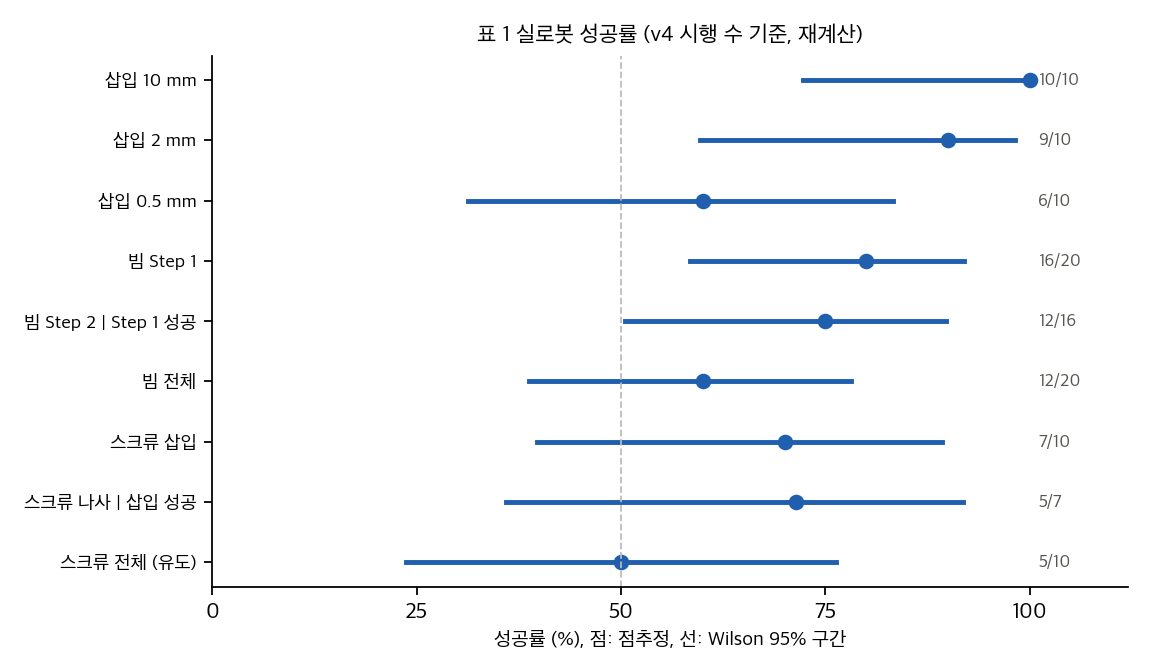 표 1 실로봇 성공률 (v4 시행 수 기준, 재계산)
삽입 10 mm 10/10
삽입 2 mm 9/10
삽입 0.5 mm 6/10
빔 Step 1 16/20
빔 Step 2 | Step 1 성공 12/16
빔 전체 12/20
스크류 삽입 7/10
스크류 나사 | 삽입 성공 5/7
스크류 전체 (유도) 5/10
0 25 50 75 100
성공률 (%), 점: 점추정, 선: Wilson 95% 구간